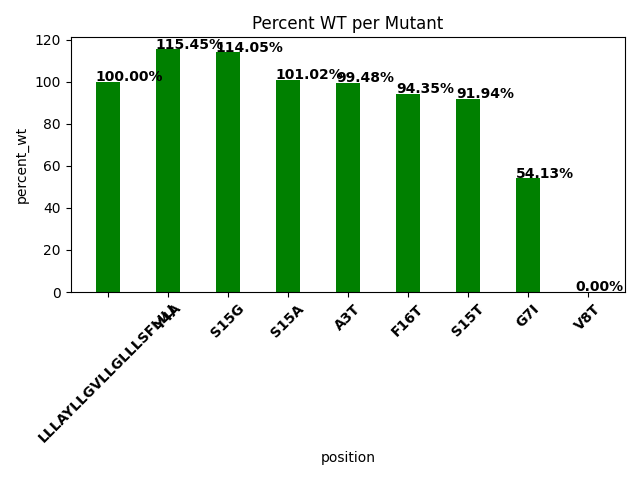 Percent WT per Mutant
percent_wt
120
100
80
60
40
20
0
100.00%
115.45%
114.05%
101.02%
99.48%
94.35%
91.94%
54.13%
0.00%
S15G
S15A
A3T
F16T
S15T
G7I
V8T
position